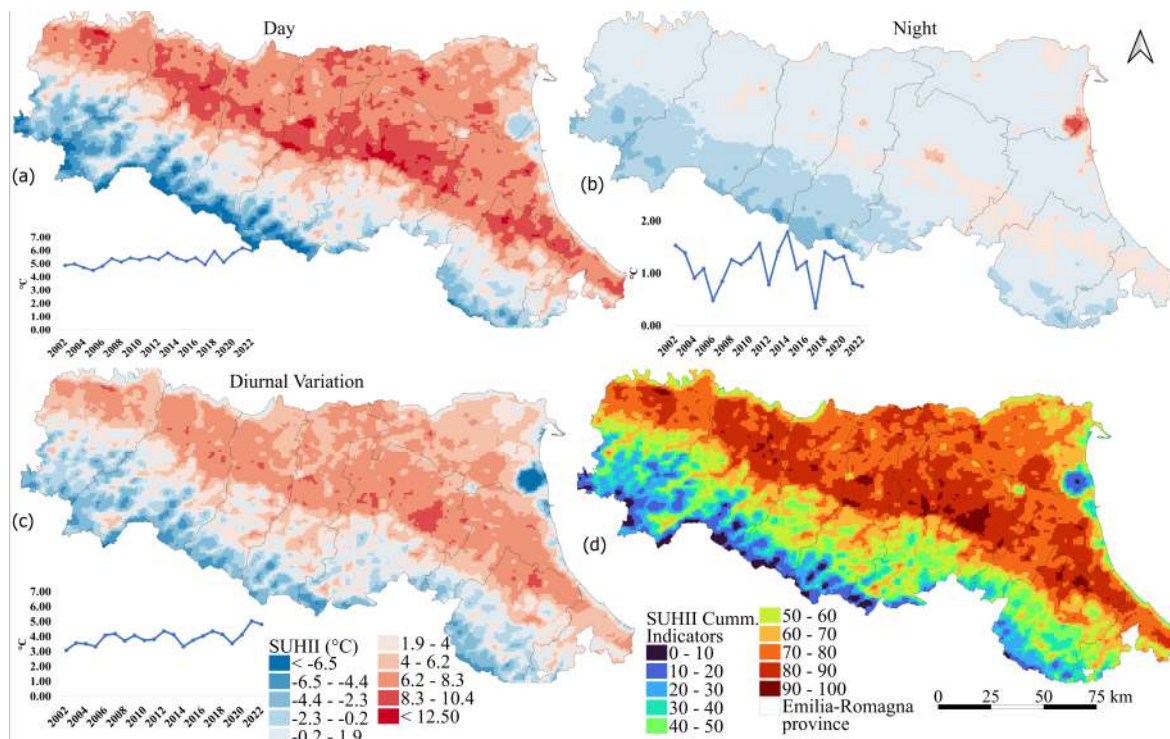 Day
Night
(a)
(b)
7.00
6.00
5.00
4.00
3.00
2.00
1.00
0.00
°C
2002
2004
2006
2008
2010
2012
2014
2016
2018
2020
2022
2.00
1.00
0.00
°C
2002
2004
2006
2008
2010
2012
2014
2016
2018
2020
2022
Diurnal Variation
(c)
(d)
7.00
6.00
5.00
4.00
3.00
2.00
1.00
0.00
°C
2002
2004
2006
2008
2010
2012
2014
2016
2018
2020
2022
SUHII (°C)
< -6.5
-6.5 - -4.4
-4.4 - -2.3
-2.3 - -0.2
-0.2 - 1.9
1.9 - 4
4 - 6.2
6.2 - 8.3
8.3 - 10.4
< 12.50
SUHII Cumm.
Indicators
0 - 10
10 - 20
20 - 30
30 - 40
40 - 50
50 - 60
60 - 70
70 - 80
80 - 90
90 - 100
Emilia-Romagna
province
0 25 50 75 km